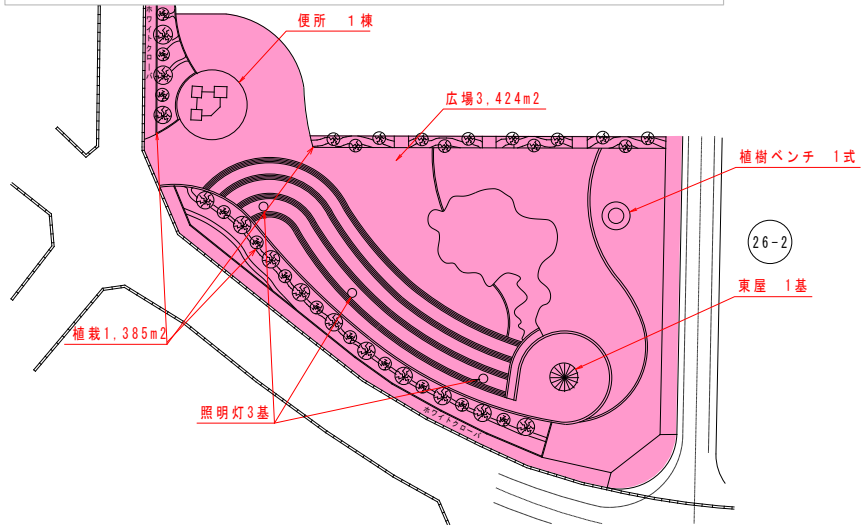 便所 1棟
ホワイトクローバ
広場3,424m2
植樹ベンチ 1式
26-2
東屋 1基
植栽1,385m2
照明灯3基
ホワイトクローバ